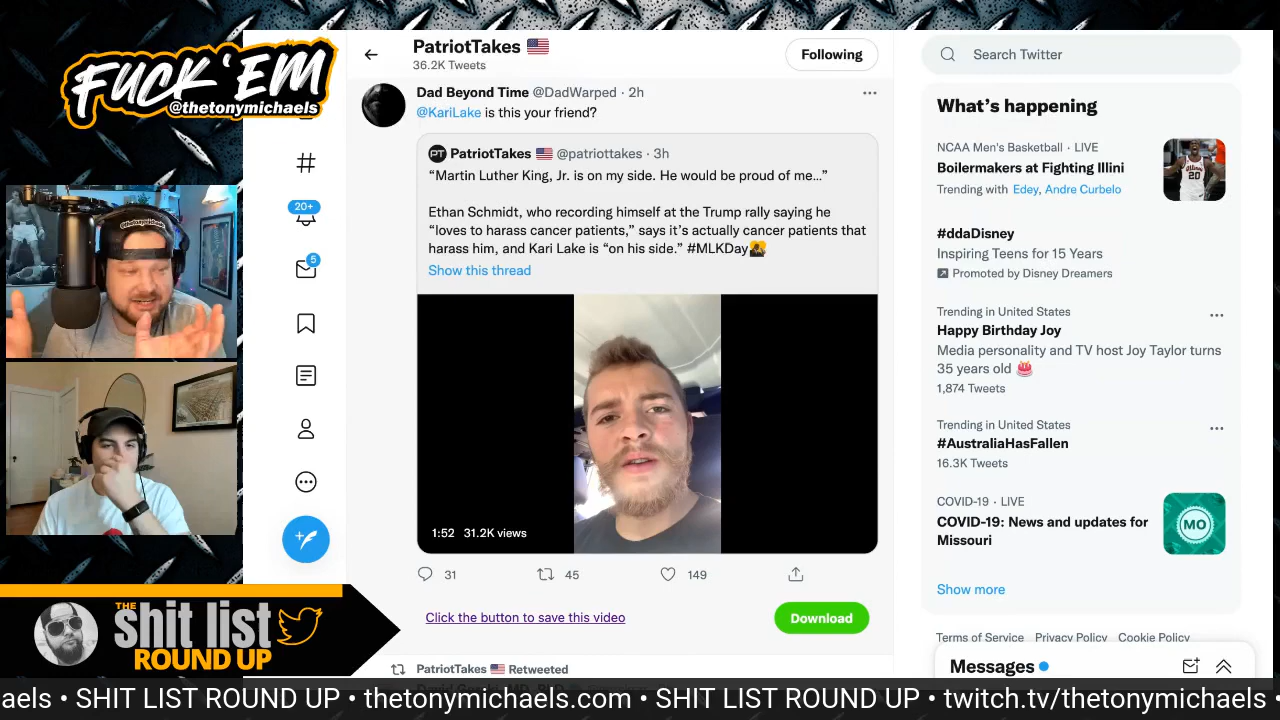 FUCK 'EM
@thetonymichaels
@thetonymichaels
20+
5
PatriotTakes
36.2K Tweets
Following
Dad Beyond Time @DadWarped · 2h
@KariLake is this your friend?
PT PatriotTakes @patriottakes · 3h
“Martin Luther King, Jr. is on my side. He would be proud of me…”
Ethan Schmidt, who recording himself at the Trump rally saying he
“loves to harass cancer patients,” says it’s actually cancer patients that
harass him, and Kari Lake is “on his side.” #MLKDay
Show this thread
1:52 31.2K views
31 45 149
Click the button to save this video
Download
PatriotTakes Retweeted
Search Twitter
What’s happening
NCAA Men's Basketball · LIVE
Boilermakers at Fighting Illini
Trending with Edey, Andre Curbelo
20
#ddaDisney
Inspiring Teens for 15 Years
Promoted by Disney Dreamers
Trending in United States
Happy Birthday Joy
Media personality and TV host Joy Taylor turns
35 years old
1,874 Tweets
Trending in United States
#AustraliaHasFallen
16.3K Tweets
COVID-19 · LIVE
COVID-19: News and updates for
Missouri
MO
Show more
Terms of Service Privacy Policy Cookie Policy
Messages
THE
shit list
ROUND UP
aels • SHIT LIST ROUND UP • thetonymichaels.com • SHIT LIST ROUND UP • twitch.tv/thetonymichaels •